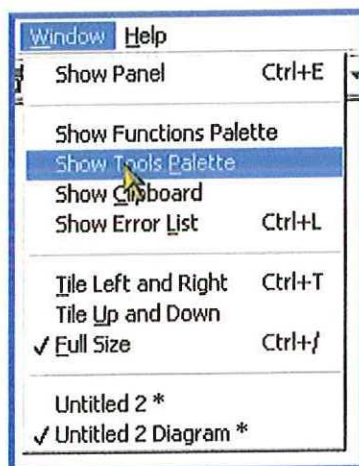 Window Help
Show Panel Ctrl+E
Show Functions Palette
Show Tools Palette
Show Clipboard
Show Error List Ctrl+L
Tile Left and Right Ctrl+T
Tile Up and Down
✓ Full Size Ctrl+/
Untitled 2 *
✓ Untitled 2 Diagram *